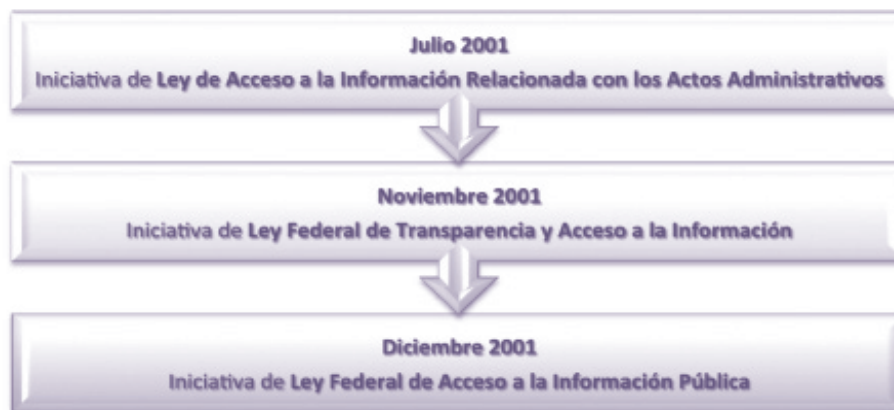 Julio 2001
Iniciativa de Ley de Acceso a la Información Relacionada con los Actos Administrativos
Noviembre 2001
Iniciativa de Ley Federal de Transparencia y Acceso a la Información
Diciembre 2001
Iniciativa de Ley Federal de Acceso a la Información Pública